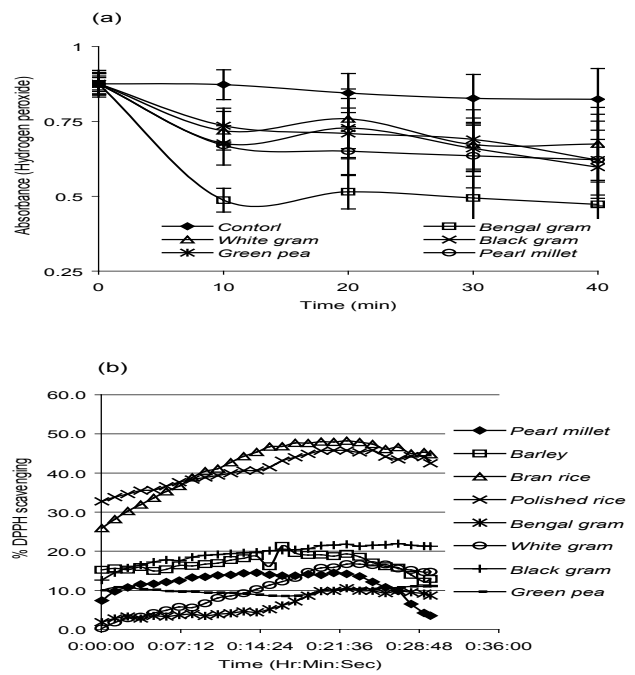 (a)
Absorbance (Hydrogen peroxide)
1
0.75
0.5
0.25
Contorl
Bengal gram
White gram
Black gram
Green pea
Pearl millet
0 10 20 30 40
Time (min)
(b)
% DPPH scavenging
60.0
50.0
40.0
30.0
20.0
10.0
0.0
Pearl millet
Barley
Bran rice
Polished rice
Bengal gram
White gram
Black gram
Green pea
0:00:00 0:07:12 0:14:24 0:21:36 0:28:48 0:36:00
Time (Hr:Min:Sec)